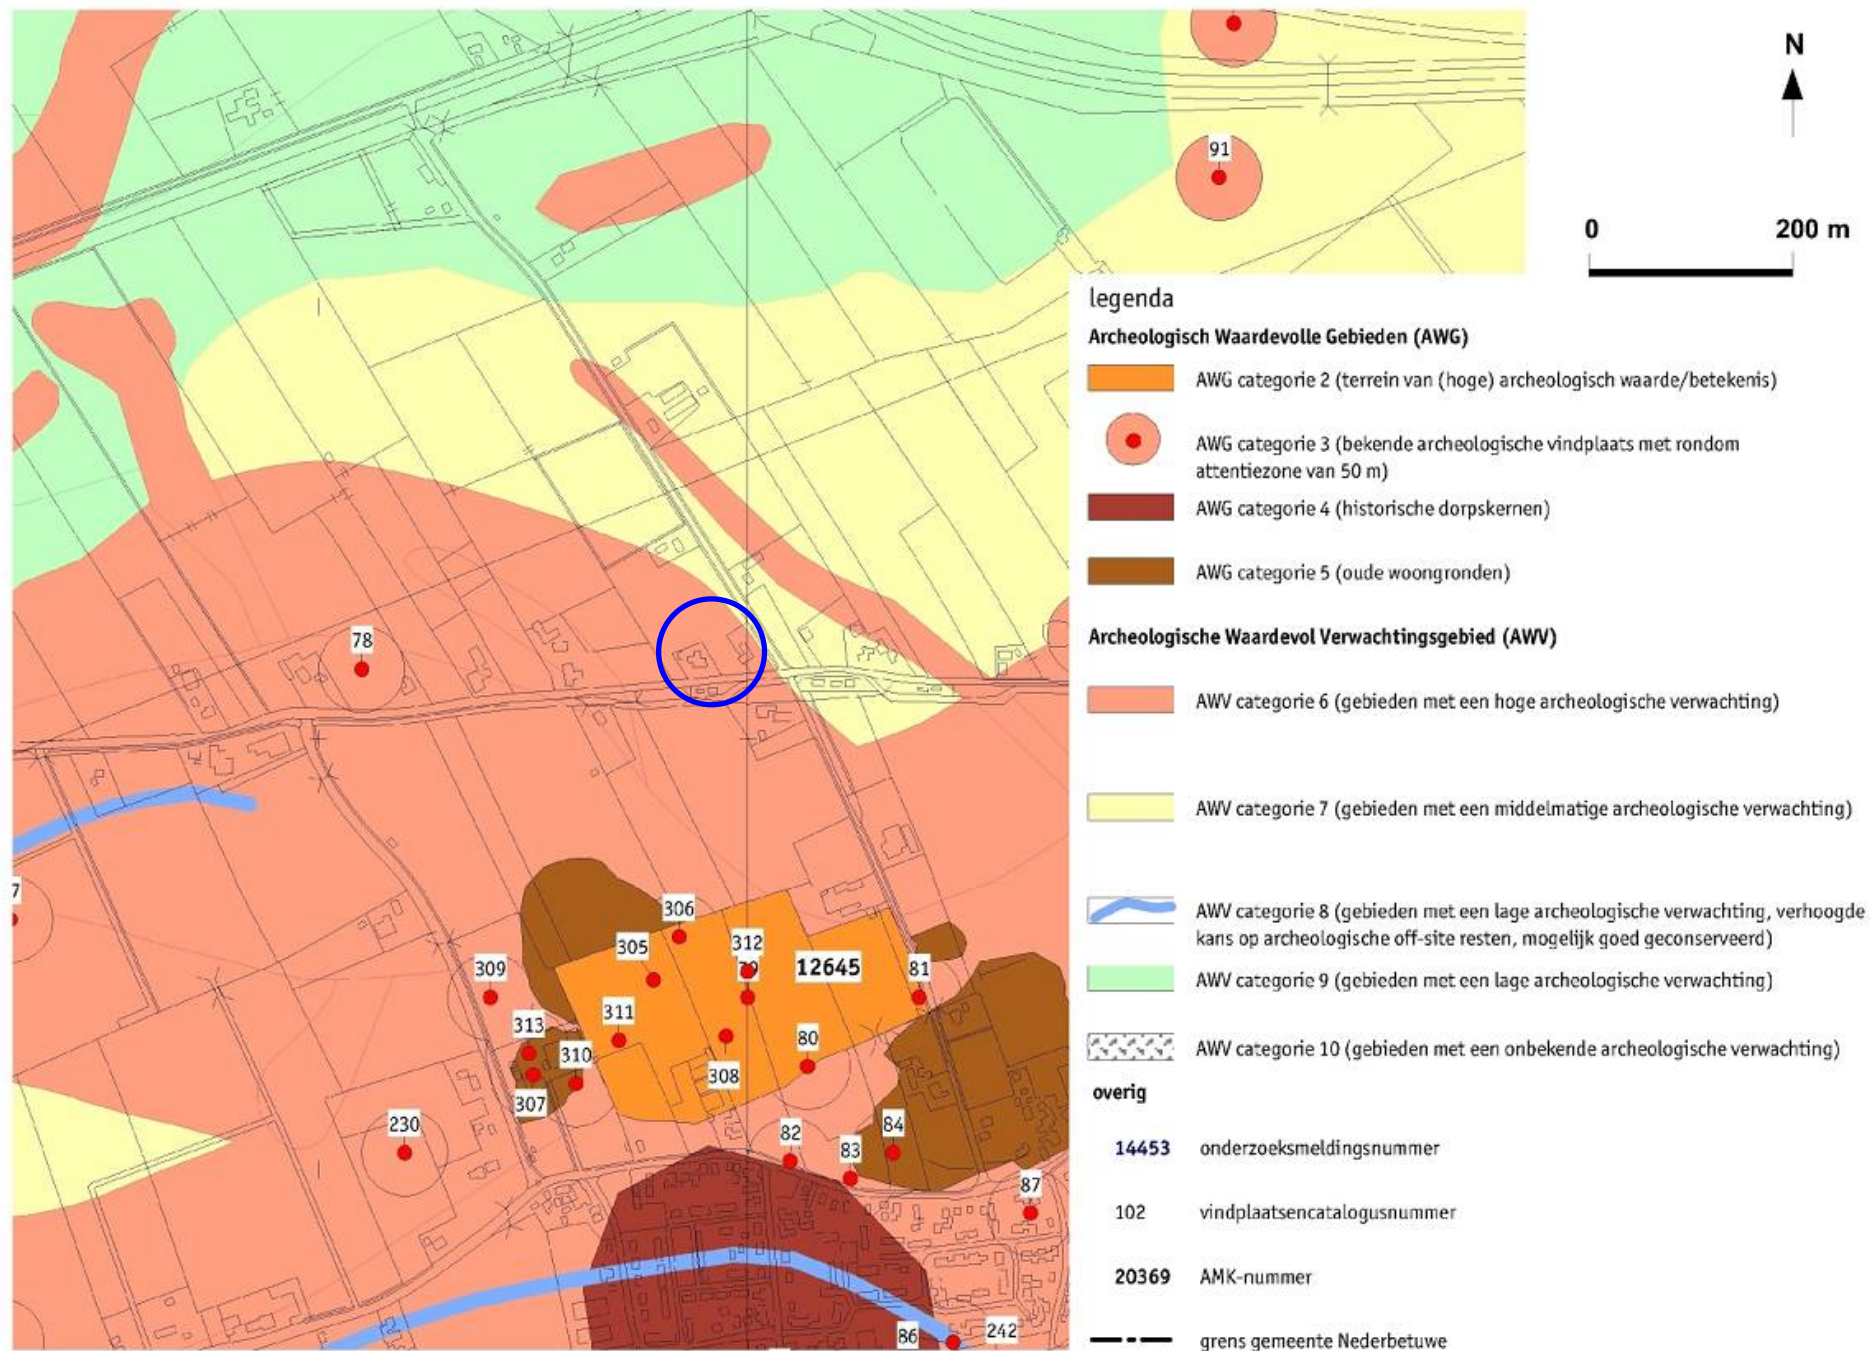 N
0 200 m
91
78
7
306
305
312
79
12645
81
309
311
313
310
80
308
307
230
82
83
84
87
86
242
legenda
Archeologisch Waardevolle Gebieden (AWG)
AWG categorie 2 (terrein van (hoge) archeologisch waarde/betekenis)
AWG categorie 3 (bekende archeologische vindplaats met rondom
attentiezone van 50 m)
AWG categorie 4 (historische dorpskernen)
AWG categorie 5 (oude woongronden)
Archeologische Waardevol Verwachtingsgebied (AWV)
AWV categorie 6 (gebieden met een hoge archeologische verwachting)
AWV categorie 7 (gebieden met een middelmatige archeologische verwachting)
AWV categorie 8 (gebieden met een lage archeologische verwachting, verhoogde
kans op archeologische off-site resten, mogelijk goed geconserveerd)
AWV categorie 9 (gebieden met een lage archeologische verwachting)
AWV categorie 10 (gebieden met een onbekende archeologische verwachting)
overig
14453 onderzoeksmeldingsnummer
102 vindplaatsencatalogusnummer
20369 AMK-nummer
grens gemeente Nederbetuwe